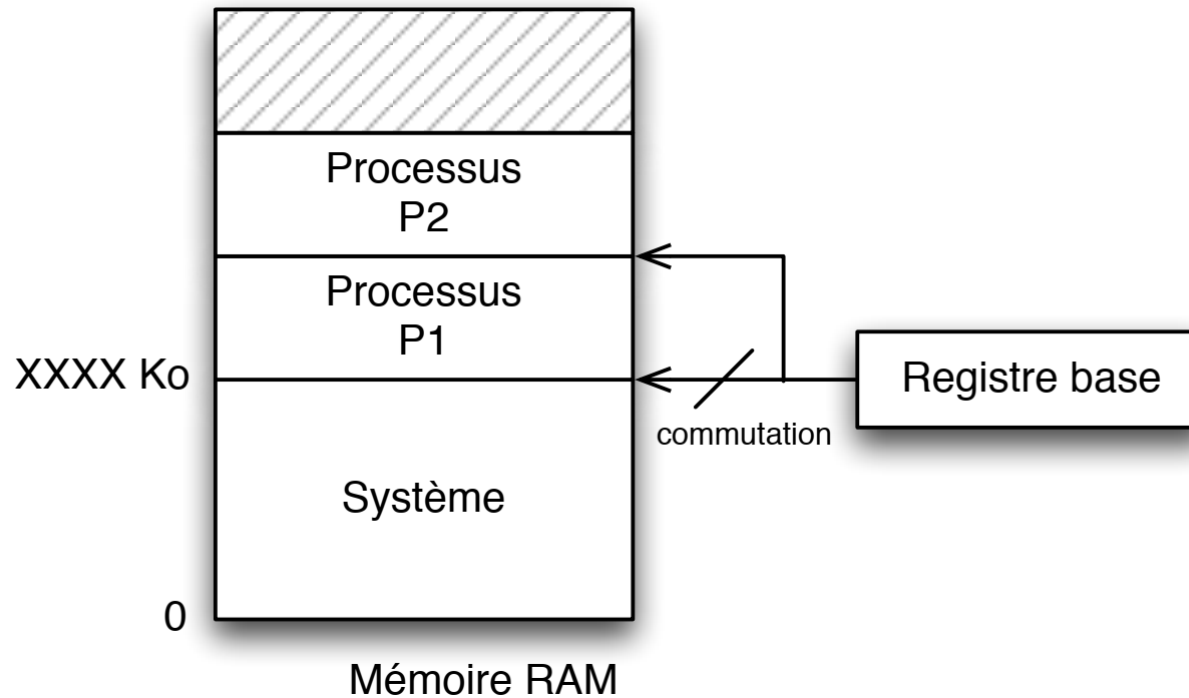 Processus
P2
Processus
P1
XXXX Ko
Registre base
commutation
Système
0
Mémoire RAM